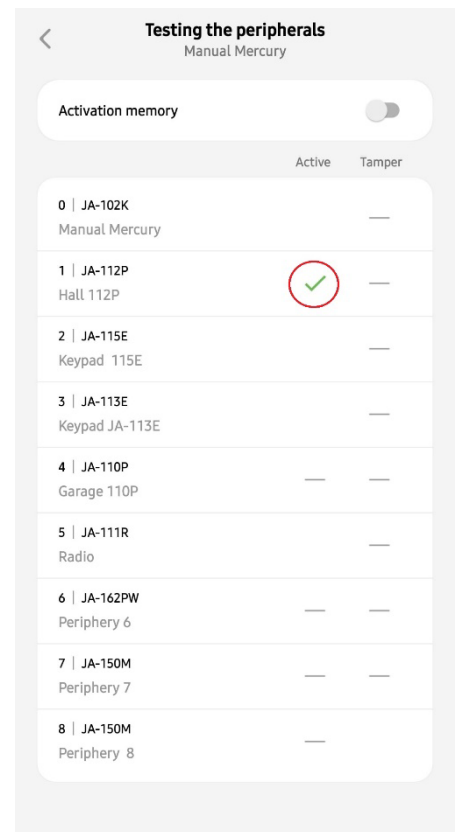 Testing the peripherals
Manual Mercury
Activation memory
Active Tamper
0 | JA-102K
Manual Mercury
1 | JA-112P
Hall 112P
2 | JA-115E
Keypad 115E
3 | JA-113E
Keypad JA-113E
4 | JA-110P
Garage 110P
5 | JA-111R
Radio
6 | JA-162PW
Periphery 6
7 | JA-150M
Periphery 7
8 | JA-150M
Periphery 8